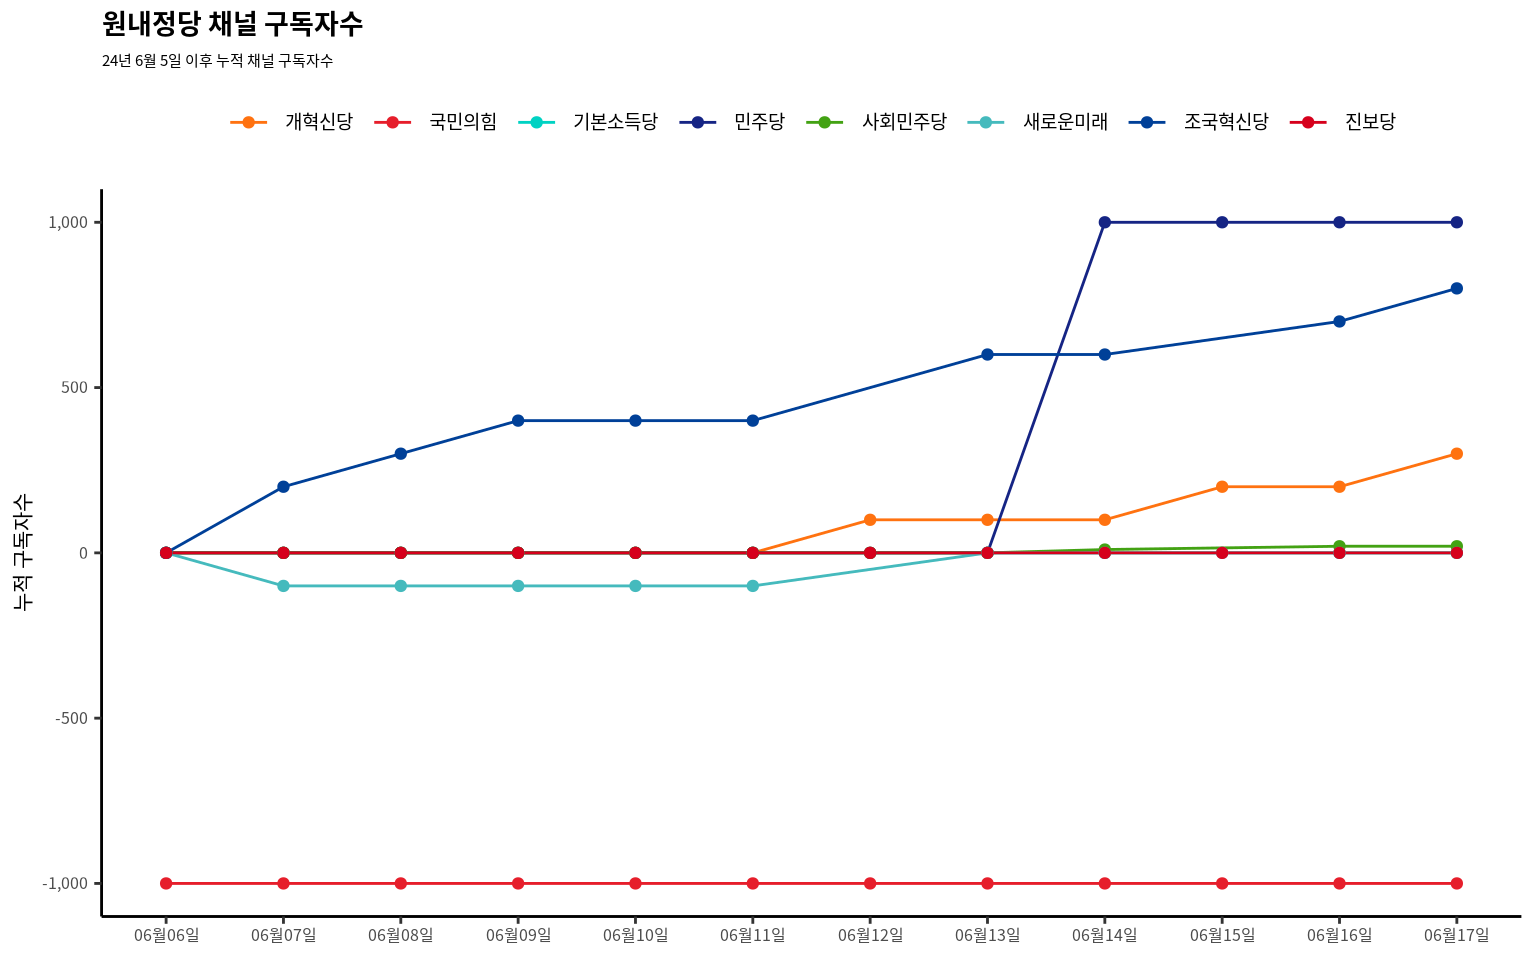 원내정당 채널 구독자수
24년 6월 5일 이후 누적 채널 구독자수
개혁신당 국민의힘 기본소득당 민주당 사회민주당 새로운미래 조국혁신당 진보당
누적 구독자수
1,000
500
0
-500
-1,000
06월06일 06월07일 06월08일 06월09일 06월10일 06월11일 06월12일 06월13일 06월14일 06월15일 06월16일 06월17일